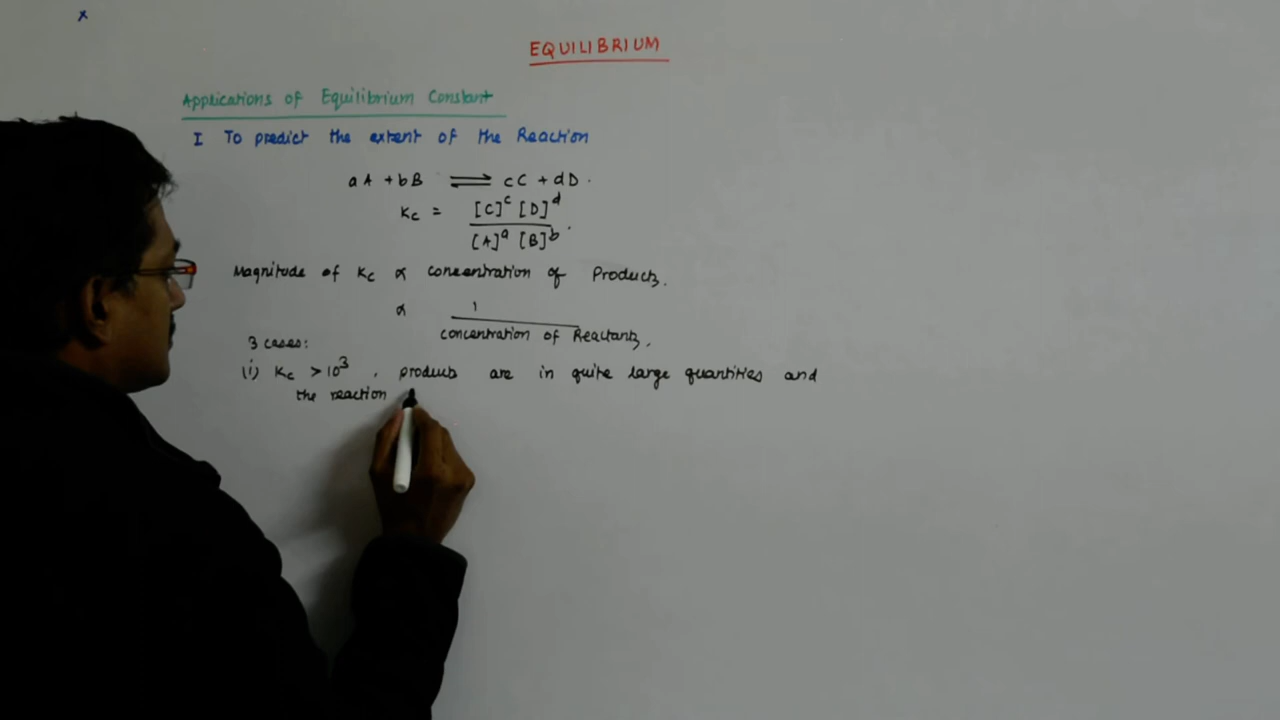 x
EQUILIBRIUM
Applications of Equilibrium Constant
I To predict the extent of the Reaction
aA + bB ⇌ cC + dD.
Kc = [C]^c [D]^d / [A]^a [B]^b.
Magnitude of Kc ∝ concentration of Products.
∝ 1 / concentration of Reactants.
3 cases:
(i) Kc > 10^3, products are in quite large quantities and
the reaction